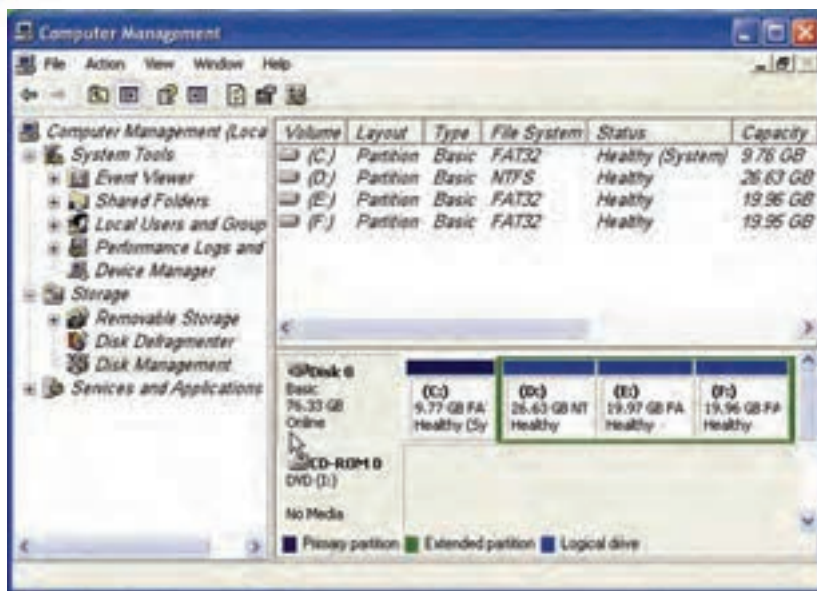 Computer Management
File Action View Window Help
Computer Management (Loca
System Tools
Event Viewer
Shared Folders
Local Users and Group
Performance Logs and
Device Manager
Storage
Removable Storage
Disk Defragmenter
Disk Management
Services and Applications
Volume Layout Type File System Status Capacity
(C:) Partition Basic FAT32 Healthy (System) 9.76 GB
(D:) Partition Basic NTFS Healthy 26.63 GB
(E:) Partition Basic FAT32 Healthy 19.96 GB
(F:) Partition Basic FAT32 Healthy 19.95 GB
Disk 0
Basic
76.33 GB
Online
(C:)
9.77 GB FA
Healthy (Sy
(D:)
26.63 GB NT
Healthy
(E:)
19.97 GB FA
Healthy
(F:)
19.96 GB FA
Healthy
CD-ROM 0
DVD (I:)
No Media
Primary partition Extended partition Logical drive